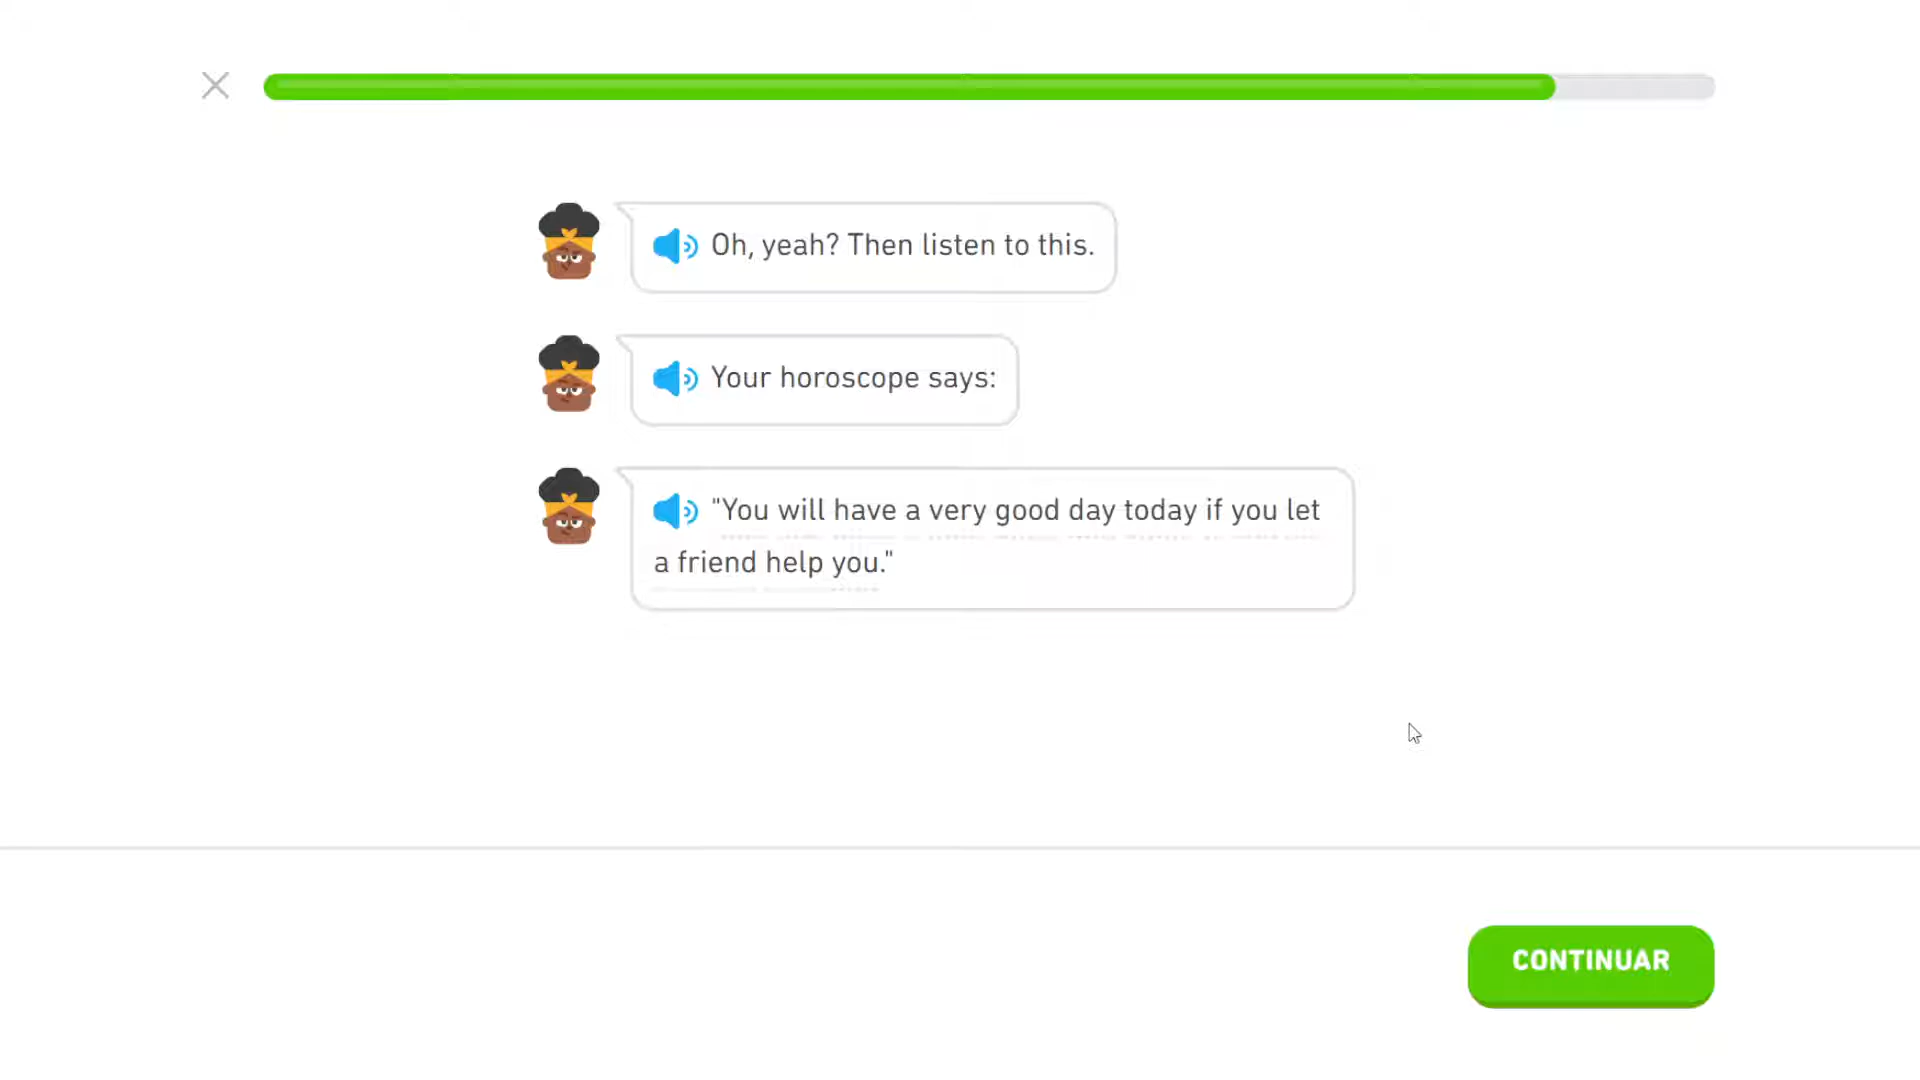 Oh, yeah? Then listen to this.
Your horoscope says:
"You will have a very good day today if you let
a friend help you."
CONTINUAR